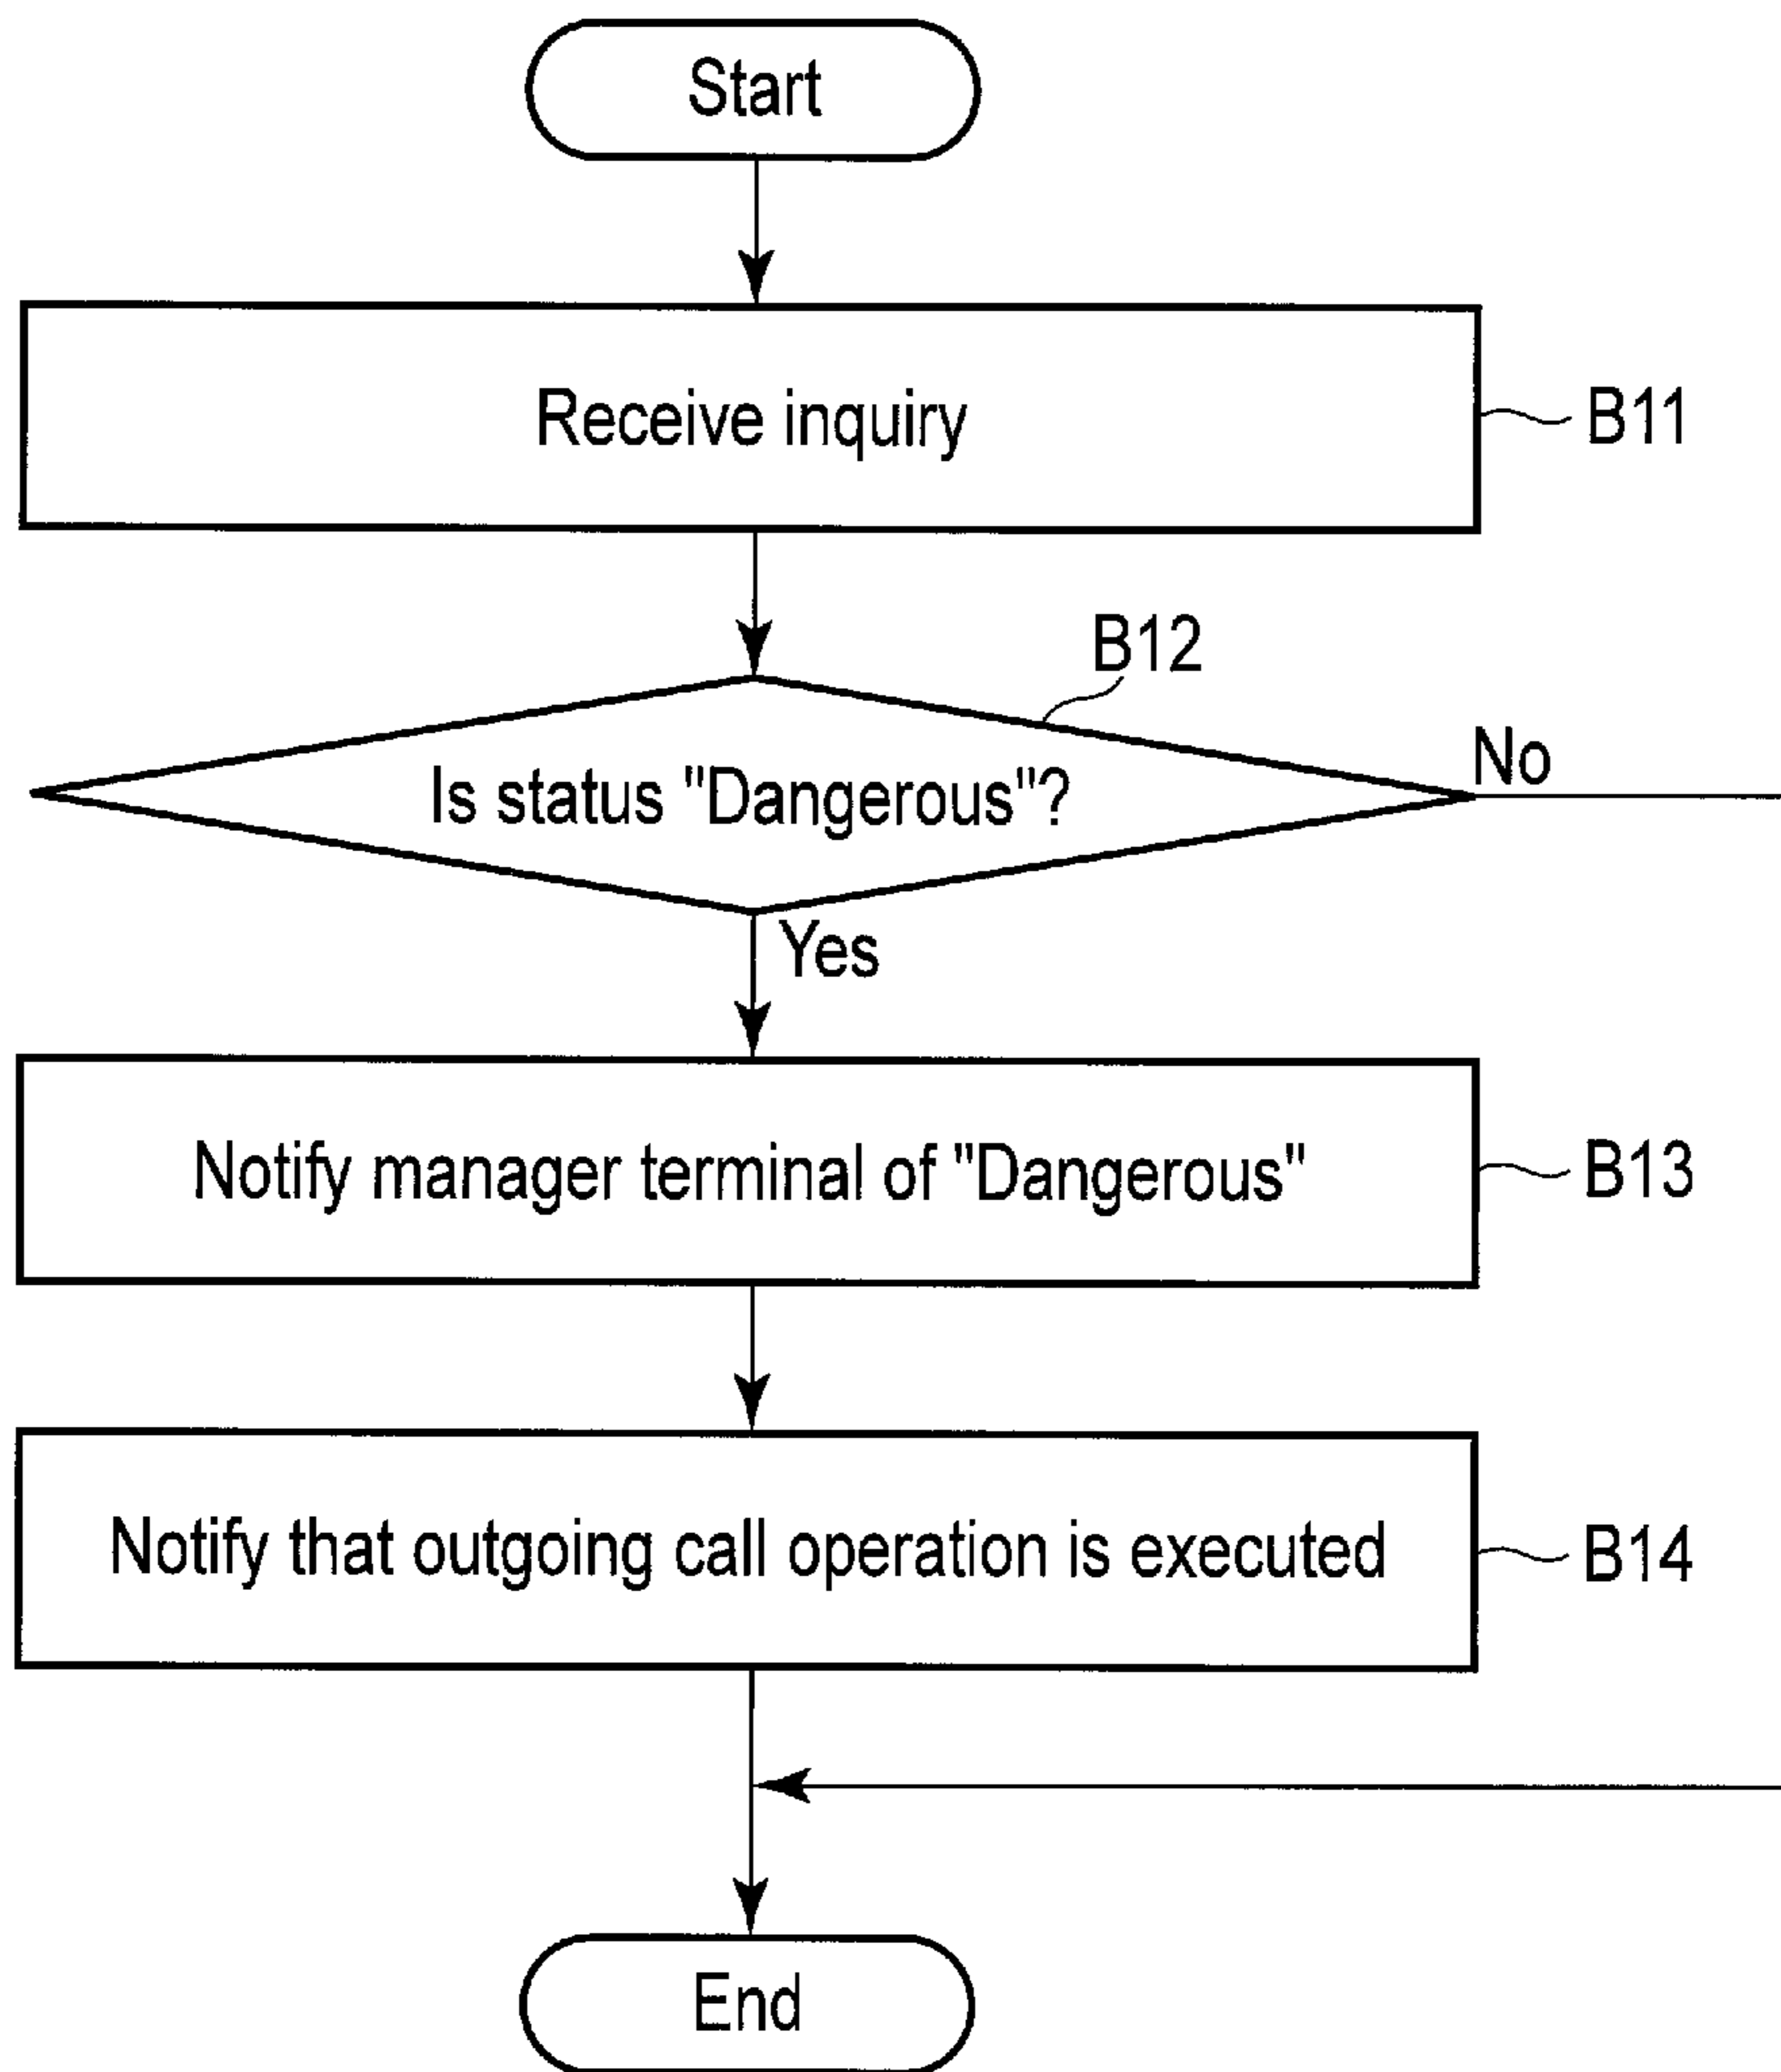 Start
Receive inquiry
B11
B12
Is status "Dangerous"?
No
Yes
Notify manager terminal of "Dangerous"
B13
Notify that outgoing call operation is executed
B14
End